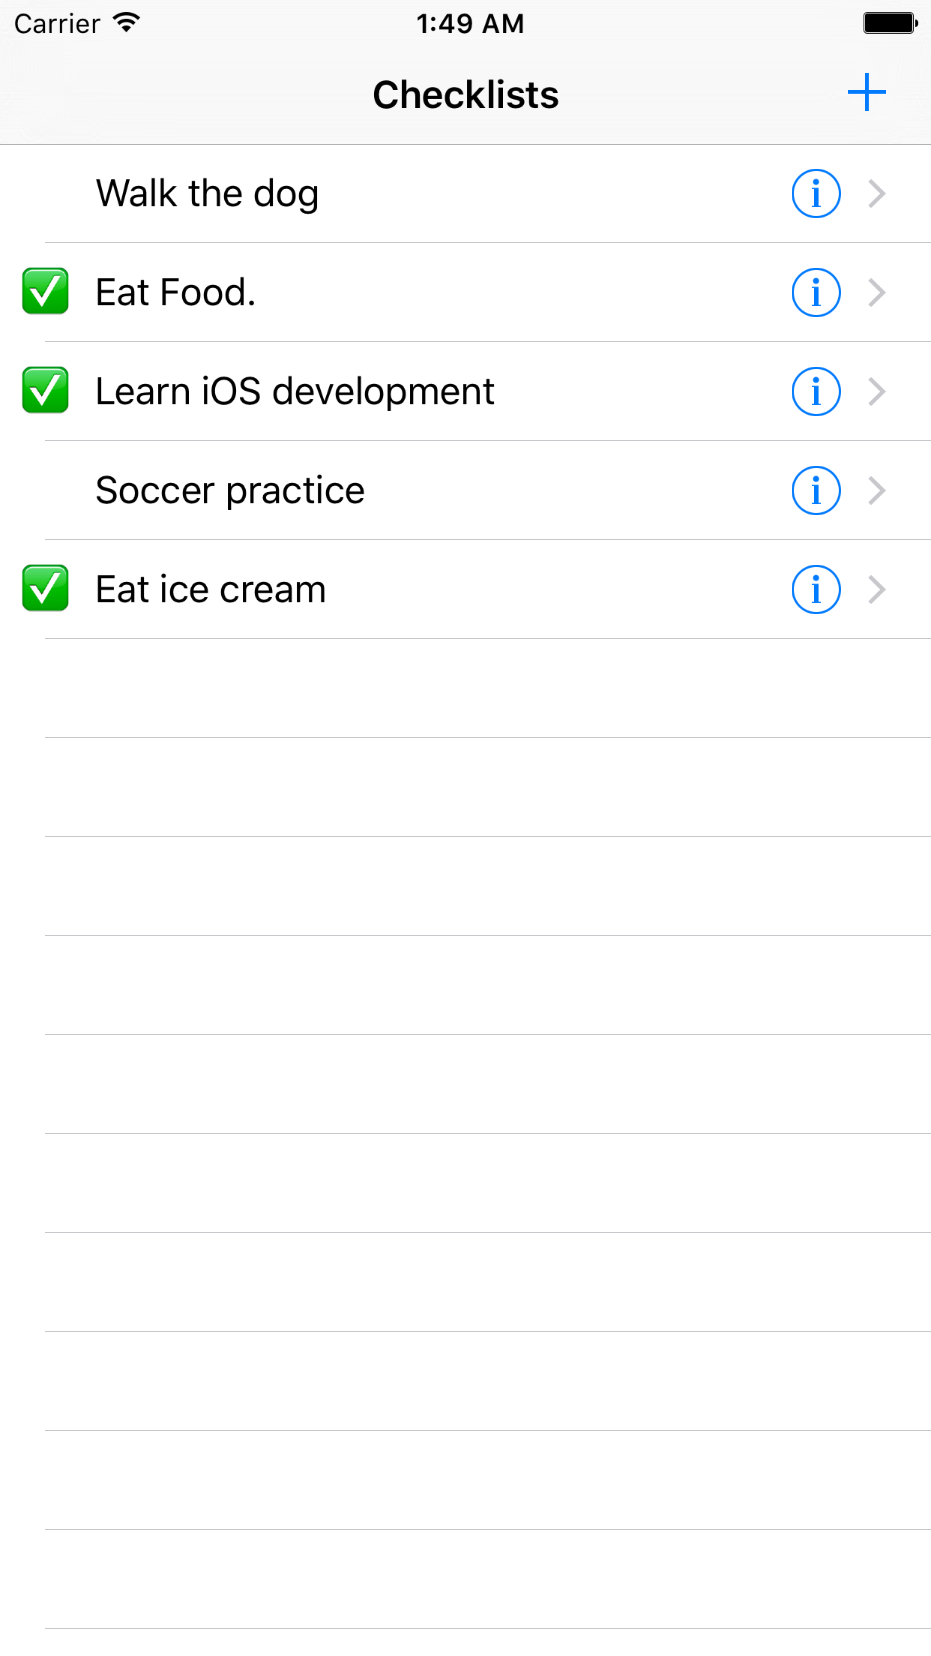 Carrier 1:49 AM
Checklists
Walk the dog
Eat Food.
Learn iOS development
Soccer practice
Eat ice cream